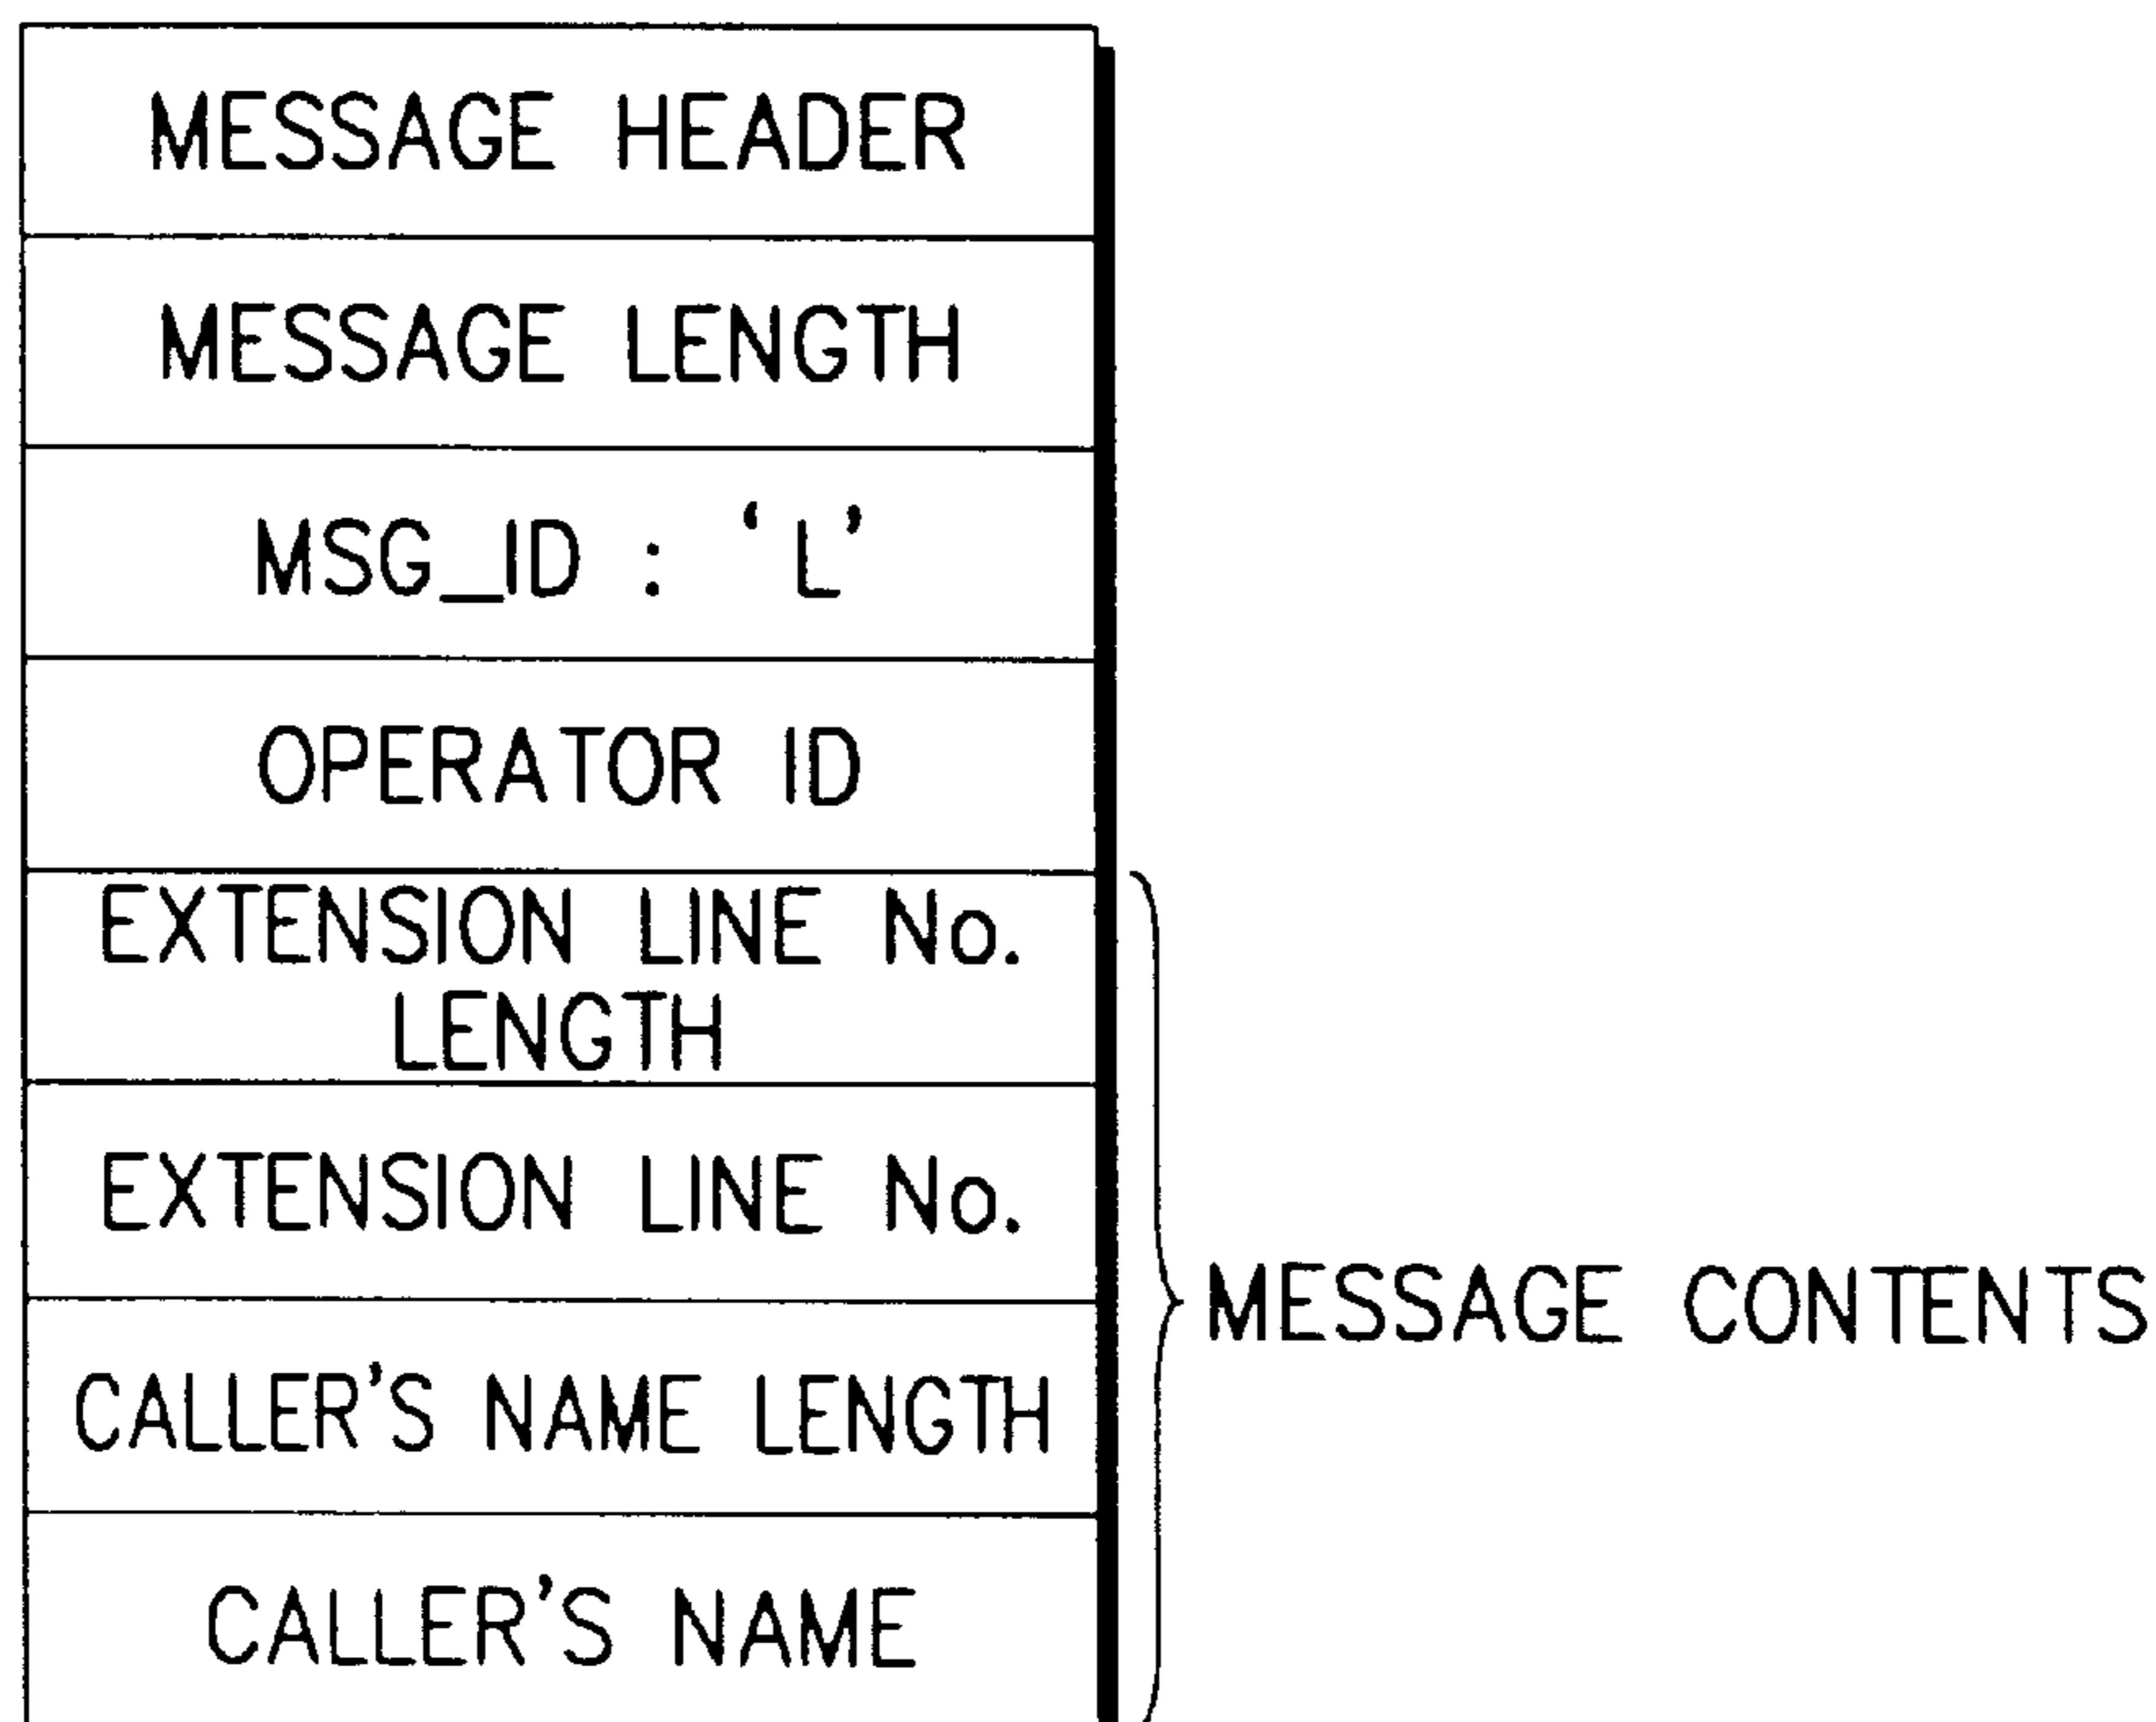 MESSAGE HEADER
MESSAGE LENGTH
MSG_ID : ‘L’
OPERATOR ID
EXTENSION LINE No.
LENGTH
EXTENSION LINE No.
CALLER’S NAME LENGTH
CALLER’S NAME
MESSAGE CONTENTS